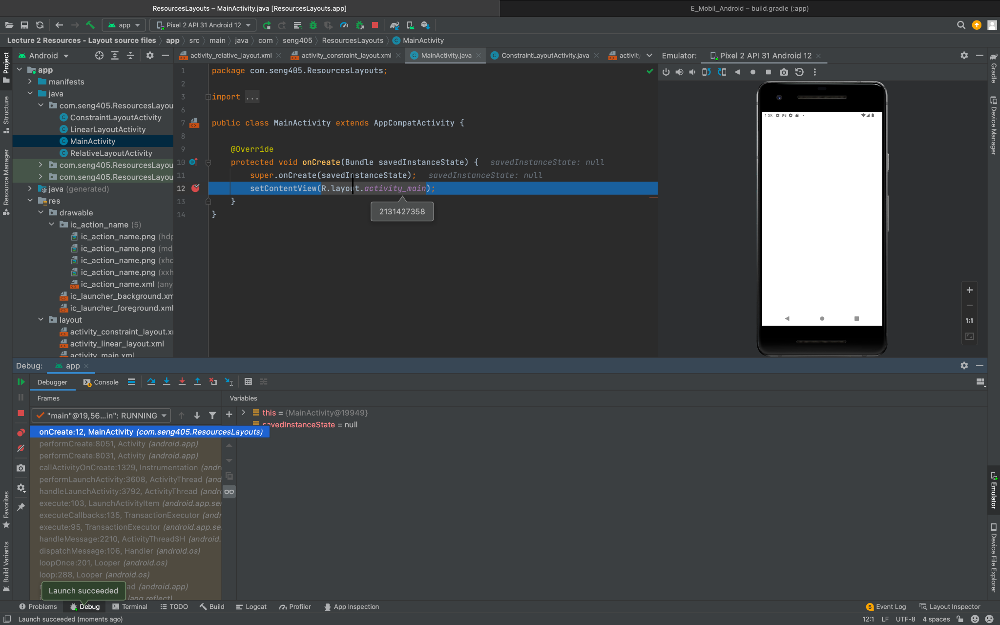 ResourcesLayouts – MainActivity.java [ResourcesLayouts.app]
E_Mobil_Android – build.gradle (:app)
app
Pixel 2 API 31 Android 12
Lecture 2 Resources - Layout source files
app
src
main
java
com
seng405
ResourcesLayouts
MainActivity
Project
Structure
Resource Manager
Favorites
Build Variants
Android
app
manifests
java
com.seng405.ResourcesLayou
ConstraintLayoutActivity
LinearLayoutActivity
MainActivity
RelativeLayoutActivity
com.seng405.ResourcesLayou
com.seng405.ResourcesLayou
java (generated)
res
drawable
ic_action_name (5)
ic_action_name.png (hdp
ic_action_name.png (md
ic_action_name.png (xhd
ic_action_name.png (xxh
ic_action_name.xml (any
ic_launcher_background.xm
ic_launcher_foreground.xml
layout
activity_constraint_layout.x
activity_linear_layout.xml
activity_main.xml
activity_relative_layout.xml
activity_constraint_layout.xml
MainActivity.java
ConstraintLayoutActivity.java
activity
1 package com.seng405.ResourcesLayouts;
2
3 import ...
6
7 public class MainActivity extends AppCompatActivity {
8
9 @Override
10 protected void onCreate(Bundle savedInstanceState) { savedInstanceState: null
11 super.onCreate(savedInstanceState); savedInstanceState: null
12 setContentView(R.layout.activity_main);
13 }
14 }
2131427358
Emulator:
Pixel 2 API 31 Android 12
1:38
1:1
Gradle
Device Manager
Emulator
Device File Explorer
Debug:
app
Debugger
Console
Frames
Variables
"main"@19,56...in": RUNNING
this = {MainActivity@19949}
savedInstanceState = null
onCreate:12, MainActivity (com.seng405.ResourcesLayouts)
performCreate:8051, Activity (android.app)
performCreate:8031, Activity (android.app)
callActivityOnCreate:1329, Instrumentation (andr
performLaunchActivity:3608, ActivityThread (and
handleLaunchActivity:3792, ActivityThread (andr
execute:103, LaunchActivityItem (android.app.ser
executeCallbacks:135, TransactionExecutor (andr
execute:95, TransactionExecutor (android.app.se
handleMessage:2210, ActivityThread$H (android.
dispatchMessage:106, Handler (android.os)
loopOnce:201, Looper (android.os)
loop:288, Looper (android.os)
ad (android.app)
lang.reflect)
Launch succeeded
Problems
Debug
Terminal
TODO
Build
Logcat
Profiler
App Inspection
5 Event Log
Layout Inspector
Launch succeeded (moments ago)
12:1
LF
UTF-8
4 spaces